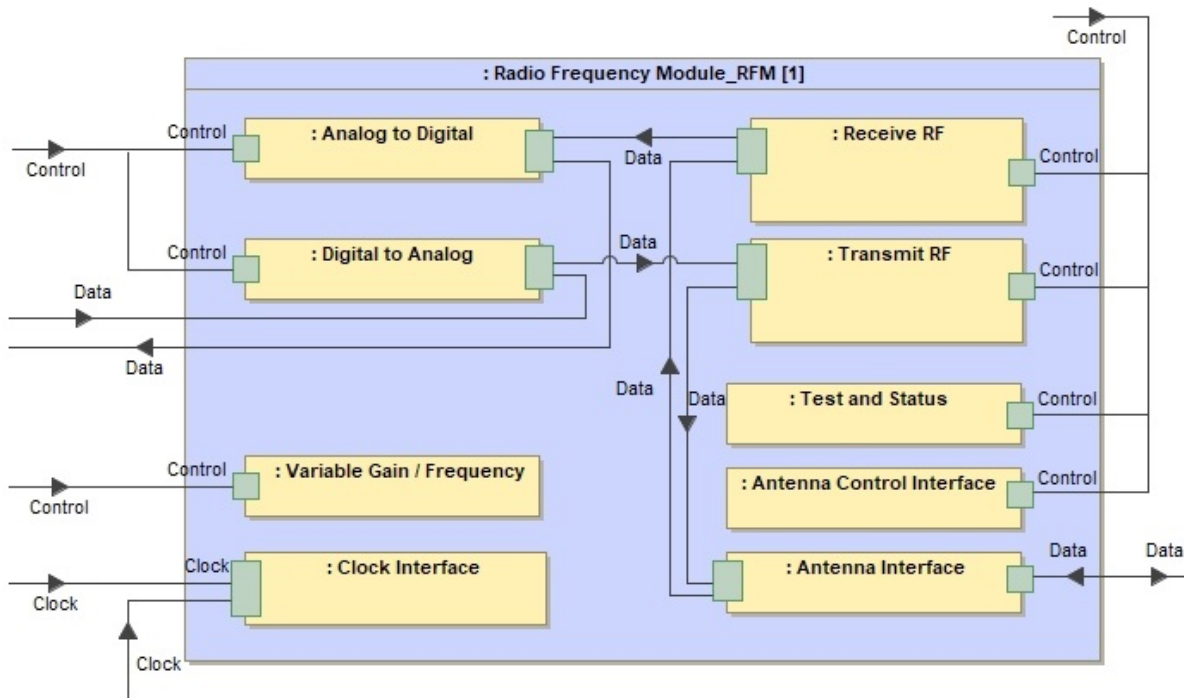 Control
: Radio Frequency Module_RFM [1]
Control
: Analog to Digital
: Receive RF
Control
Data
Control
Control
: Digital to Analog
Data
: Transmit RF
Control
Data
Data
Data
Data
: Test and Status
Control
Control
: Variable Gain / Frequency
: Antenna Control Interface
Control
Control
Clock
: Clock Interface
: Antenna Interface
Data
Data
Clock
Clock